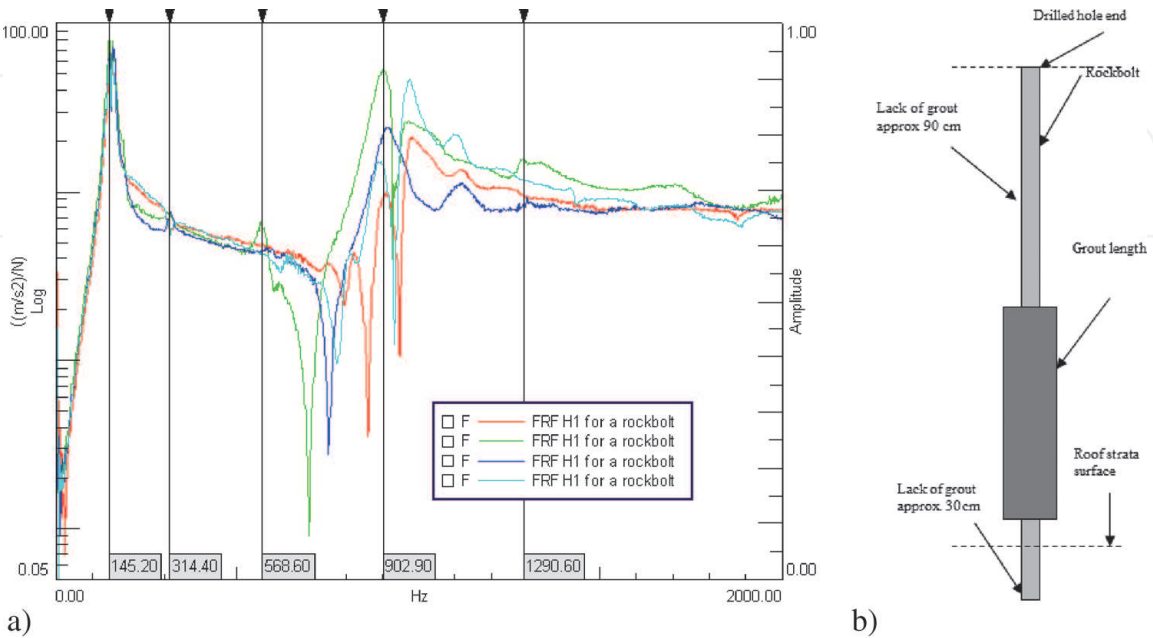 100.00
1.00
((m/s2)/N)
Log
Amplitude
F FRF H1 for a rockbolt
F FRF H1 for a rockbolt
F FRF H1 for a rockbolt
F FRF H1 for a rockbolt
145.20 314.40 568.60 902.90 1290.60
0.05
0.00
0.00 Hz 2000.00
a)
Drilled hole end
Rockbolt
Lack of grout
approx 90 cm
Grout length
Roof strata
surface
Lack of grout
approx. 30cm
b)